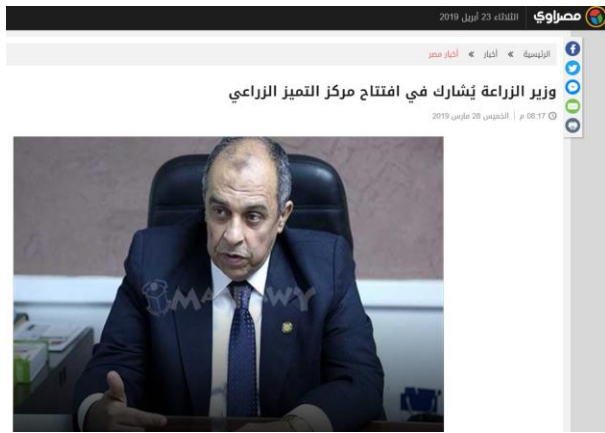 مصراوي الثلاثاء 23 أبريل 2019
الرئيسية » أخبار » أخبار مصر
وزير الزراعة يُشارك في افتتاح مركز التميز الزراعي
08:17 م | الخميس 28 مارس 2019
MASRAWY